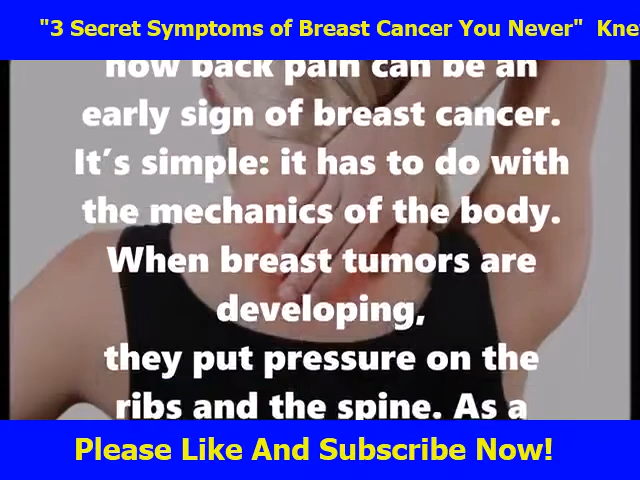 "3 Secret Symptoms of Breast Cancer You Never"  Kne
how back pain can be an
early sign of breast cancer.
It′s simple: it has to do with
the mechanics of the body.
When breast tumors are
developing,
they put pressure on the
ribs and the spine. As a
Please Like And Subscribe Now!